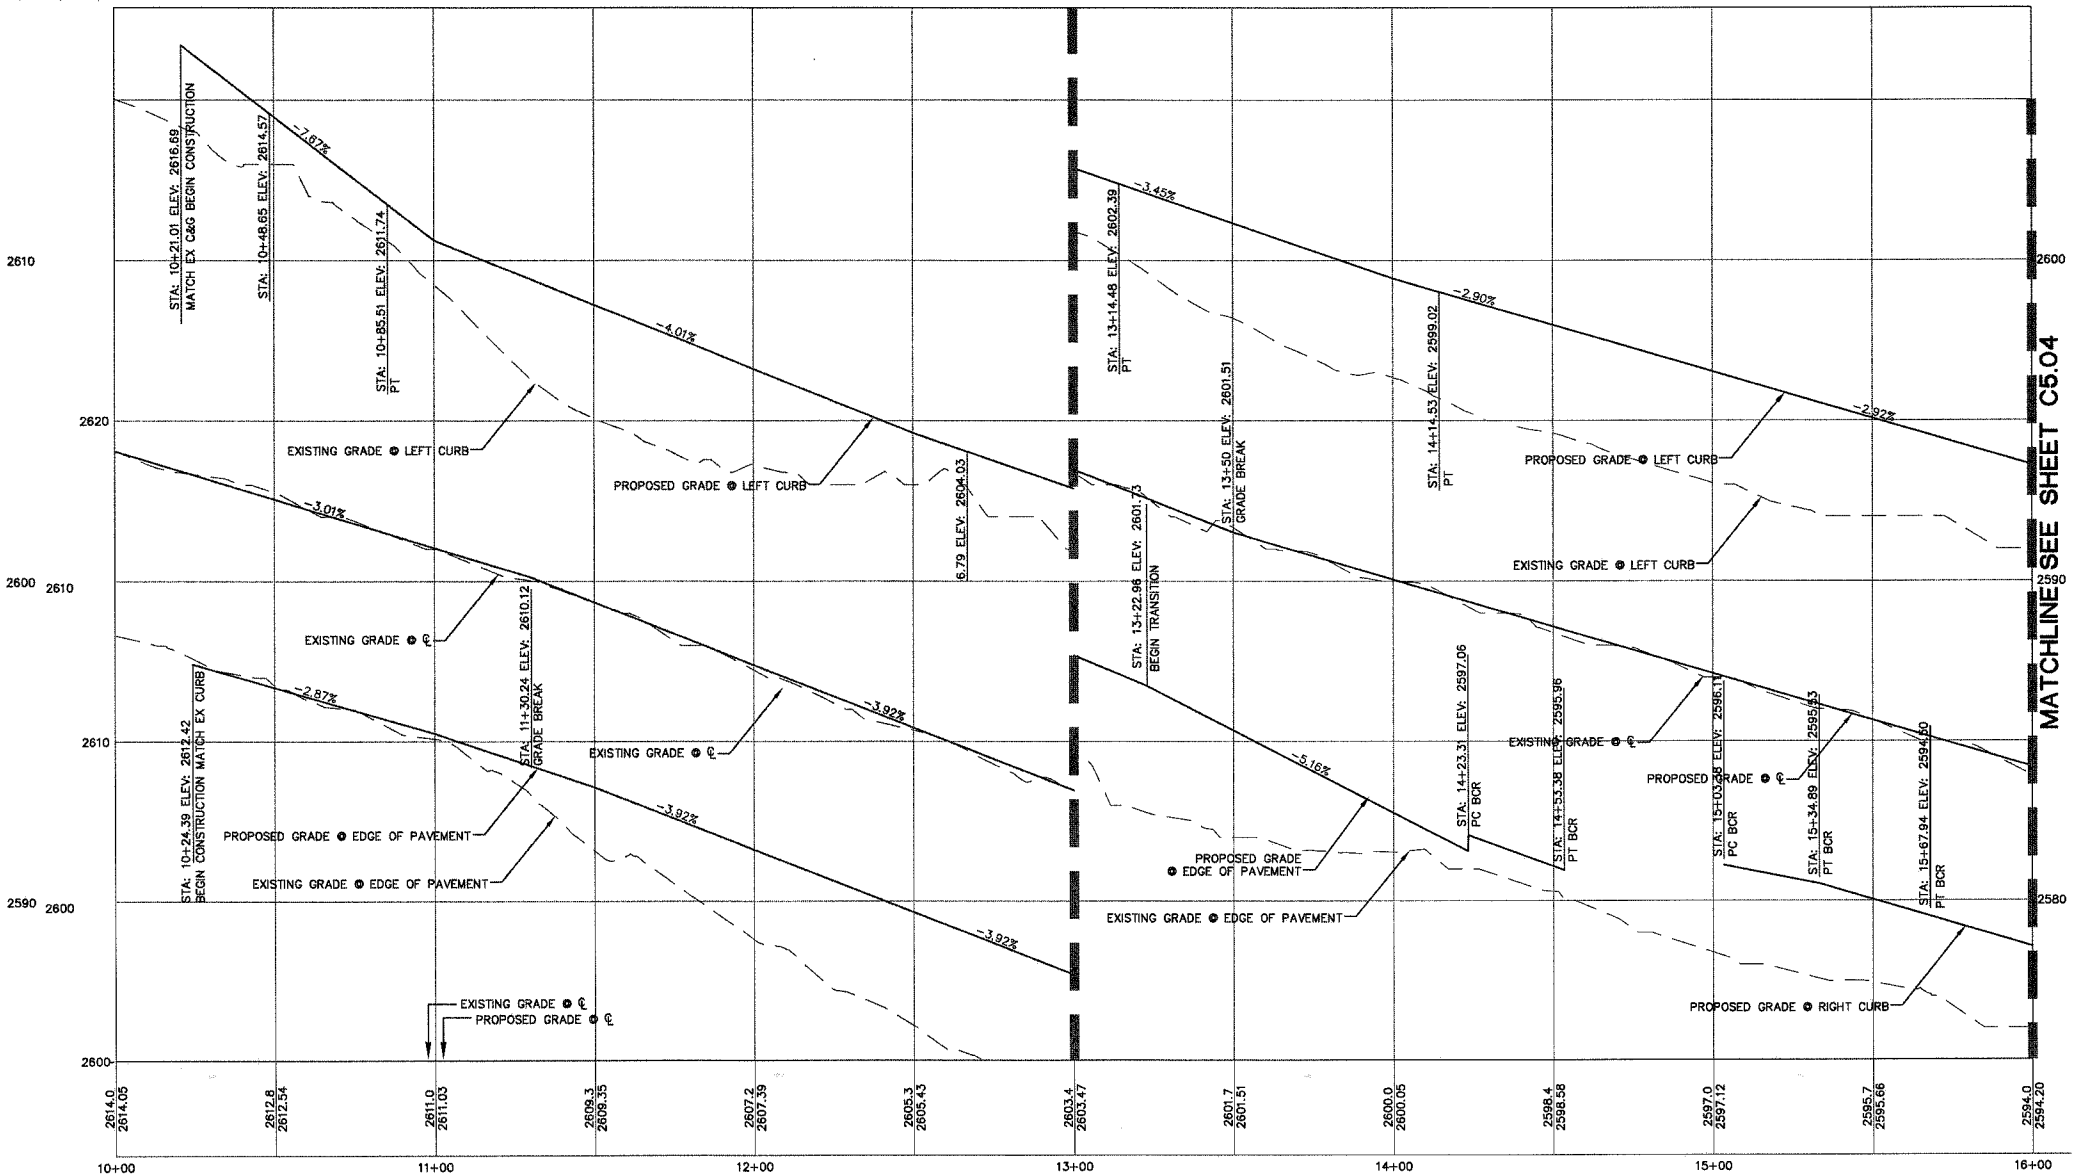 STA: 10+21.01 ELEV: 2616.69
MATCH EX C&G BEGIN CONSTRUCTION
STA: 10+48.65 ELEV: 2614.57
-7.67%
STA: 10+85.51 ELEV: 2611.74
PT
-4.01%
EXISTING GRADE @ LEFT CURB
PROPOSED GRADE @ LEFT CURB
6.79 ELEV: 2604.03
-3.01%
EXISTING GRADE @ ℄
STA: 11+30.24 ELEV: 2610.12
GRADE BREAK
-3.92%
EXISTING GRADE @ ℄
STA: 10+24.39 ELEV: 2612.42
BEGIN CONSTRUCTION MATCH EX CURB
-2.87%
PROPOSED GRADE @ EDGE OF PAVEMENT
EXISTING GRADE @ EDGE OF PAVEMENT
-3.92%
-3.92%
EXISTING GRADE @ ℄
PROPOSED GRADE @ ℄
2610
2620
2600 2610
2610
2590 2600
2600
STA: 13+14.48 ELEV: 2602.39
PT
-3.45%
STA: 13+50 ELEV: 2601.51
GRADE BREAK
STA: 14+14.53 ELEV: 2599.02
PT
-2.90%
PROPOSED GRADE @ LEFT CURB
-2.92%
EXISTING GRADE @ LEFT CURB
STA: 13+22.96 ELEV: 2601.73
BEGIN TRANSITION
-5.16%
PROPOSED GRADE
@ EDGE OF PAVEMENT
EXISTING GRADE @ EDGE OF PAVEMENT
STA: 14+23.31 ELEV: 2597.06
PC BCR
STA: 14+53.38 ELEV: 2595.96
PT BCR
EXISTING GRADE @ ℄
STA: 15+03.38 ELEV: 2596.11
PC BCR
PROPOSED GRADE @ ℄
STA: 15+34.89 ELEV: 2595.53
PT BCR
STA: 15+67.94 ELEV: 2594.50
PT BCR
PROPOSED GRADE @ RIGHT CURB
2600
2590
2580
MATCHLINE SEE SHEET C5.04
2614.0
2614.05
2612.8
2612.54
2611.0
2611.03
2609.3
2609.35
2607.2
2607.39
2605.3
2605.43
2603.4
2603.47
2601.7
2601.51
2600.0
2600.05
2598.4
2598.58
2597.0
2597.12
2595.7
2595.66
2594.0
2594.20
10+00
11+00
12+00
13+00
14+00
15+00
16+00